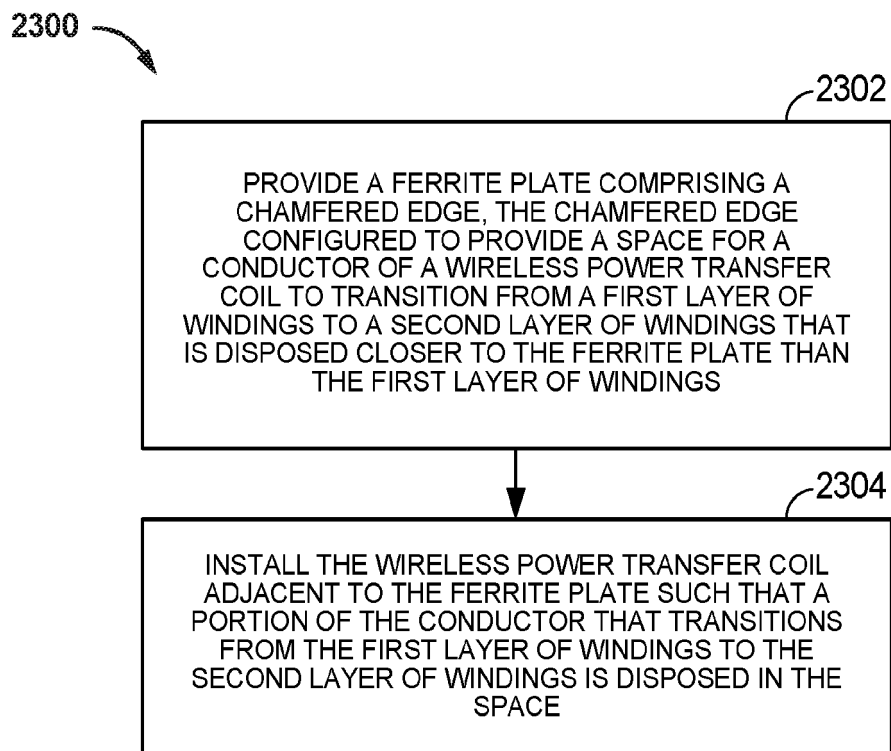 2300
2302
PROVIDE A FERRITE PLATE COMPRISING A
CHAMFERED EDGE, THE CHAMFERED EDGE
CONFIGURED TO PROVIDE A SPACE FOR A
CONDUCTOR OF A WIRELESS POWER TRANSFER
COIL TO TRANSITION FROM A FIRST LAYER OF
WINDINGS TO A SECOND LAYER OF WINDINGS THAT
IS DISPOSED CLOSER TO THE FERRITE PLATE THAN
THE FIRST LAYER OF WINDINGS
2304
INSTALL THE WIRELESS POWER TRANSFER COIL
ADJACENT TO THE FERRITE PLATE SUCH THAT A
PORTION OF THE CONDUCTOR THAT TRANSITIONS
FROM THE FIRST LAYER OF WINDINGS TO THE
SECOND LAYER OF WINDINGS IS DISPOSED IN THE
SPACE